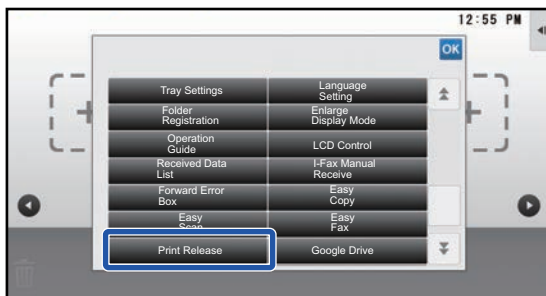 12:55 PM
OK
Tray Settings
Language
Setting
Folder
Registration
Enlarge
Display Mode
Operation
Guide
LCD Control
Received Data
List
I-Fax Manual
Receive
Forward Error
Box
Easy
Copy
Easy
Scan
Easy
Fax
Print Release
Google Drive